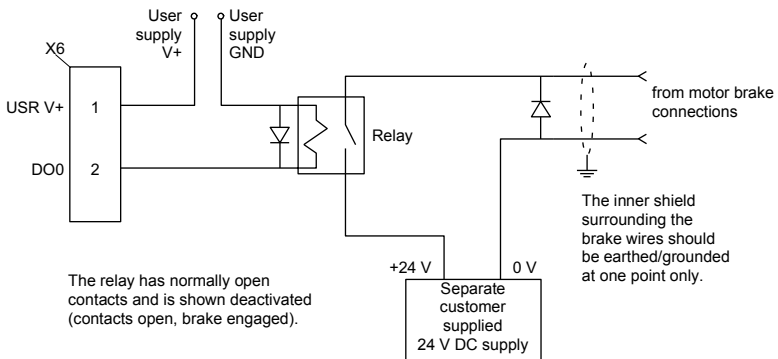 User
supply
V+
User
supply
GND
X6
USR V+
1
DO0
2
Relay
from motor brake
connections
The inner shield
surrounding the
brake wires should
be earthed/grounded
at one point only.
The relay has normally open
contacts and is shown deactivated
(contacts open, brake engaged).
+24 V
0 V
Separate
customer
supplied
24 V DC supply